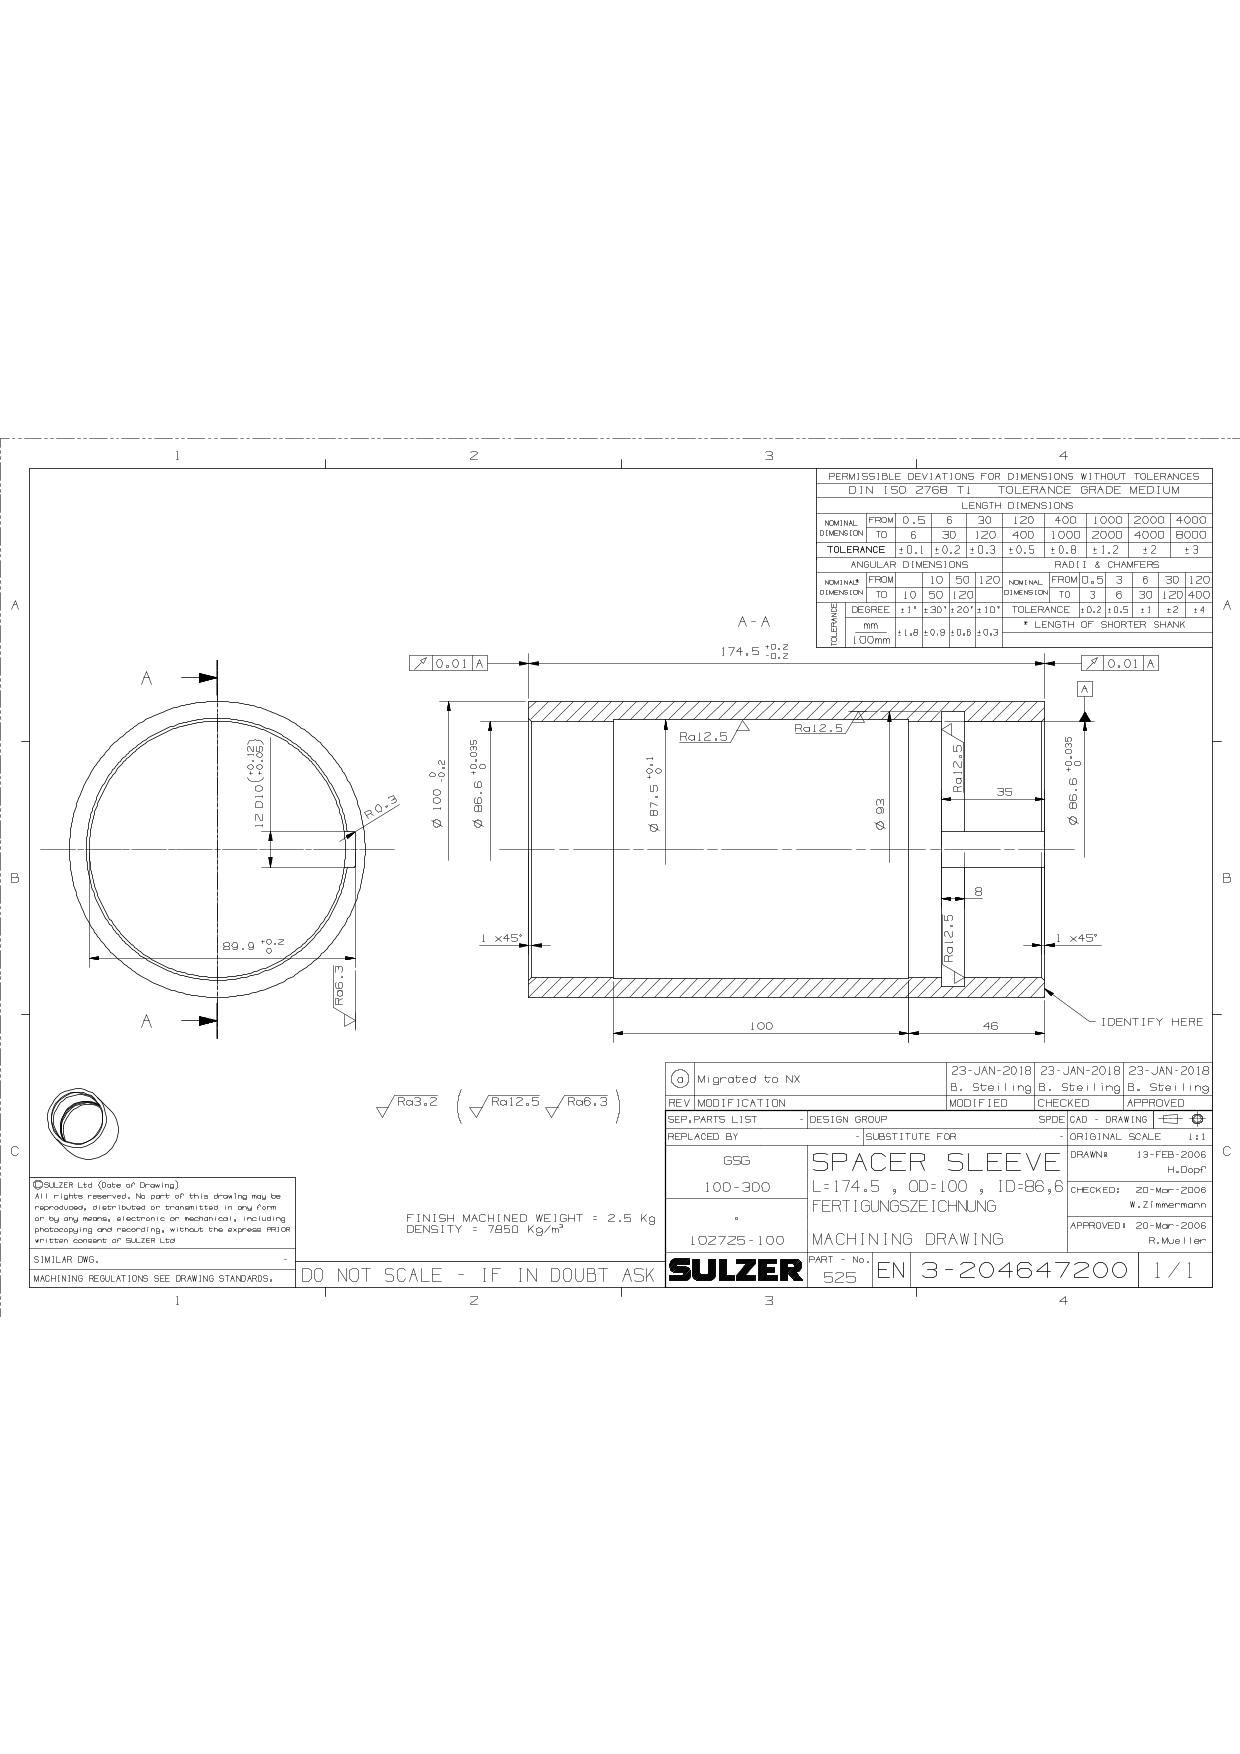 1 2 3 4
PERMISSIBLE DEVIATIONS FOR DIMENSIONS WITHOUT TOLERANCES
DIN ISO 2768 T1 TOLERANCE GRADE MEDIUM
LENGTH DIMENSIONS
NOMINAL DIMENSION FROM 0.5 6 30 120 400 1000 2000 4000
TO 6 30 120 400 1000 2000 4000 8000
TOLERANCE ±0.1 ±0.2 ±0.3 ±0.5 ±0.8 ±1.2 ±2 ±3
ANGULAR DIMENSIONS RADII & CHAMFERS
NOMINAL* DIMENSION FROM 10 50 120 NOMINAL DIMENSION FROM 0.5 3 6 30 120
TO 10 50 120 TO 3 6 30 120 400
TOLERANCE DEGREE ±1° ±30' ±20' ±10' TOLERANCE ±0.2 ±0.5 ±1 ±2 ±4
mm 100mm ±1.8 ±0.9 ±0.6 ±0.3 * LENGTH OF SHORTER SHANK
A A
A-A
174.5 +0.2 -0.2
0.01 A
0.01 A
A
A
Ra12.5
Ra12.5
Ra12.5
12 D10 (+0.12 +0.05)
R0.3
Ø 100 0 -0.2
Ø 86.6 +0.035 0
Ø 87.5 +0.1 0
Ø 93
35
Ø 86.6 +0.035 0
B B
8
89.9 +0.2 0
1 x45°
Ra12.5
1 x45°
Ra6.3
A
100
46
IDENTIFY HERE
Ra3.2 ( Ra12.5 Ra6.3 )
a Migrated to NX 23-JAN-2018 23-JAN-2018 23-JAN-2018
B. Steiling B. Steiling B. Steiling
REV MODIFICATION MODIFIED CHECKED APPROVED
SEP.PARTS LIST - DESIGN GROUP SPDE CAD - DRAWING
REPLACED BY - SUBSTITUTE FOR - ORIGINAL SCALE 1:1
C C
GSG
100-300
102725-100
SPACER SLEEVE
L=174.5 , OD=100 , ID=86,6
FERTIGUNGSZEICHNUNG
MACHINING DRAWING
DRAWN: 13-FEB-2006
H.Dopf
CHECKED: 20-Mar-2006
W.Zimmermann
APPROVED: 20-Mar-2006
R.Mueller
©SULZER Ltd (Date of Drawing)
All rights reserved. No part of this drawing may be
reproduced, distributed or transmitted in any form
or by any means, electronic or mechanical, including
photocopying and recording, without the express PRIOR
written consent of SULZER Ltd
SIMILAR DWG. -
MACHINING REGULATIONS SEE DRAWING STANDARDS.
FINISH MACHINED WEIGHT = 2.5 Kg
DENSITY = 7850 Kg/m³
DO NOT SCALE - IF IN DOUBT ASK
SULZER
PART - No.
525
EN
3-204647200
1/1
1 2 3 4